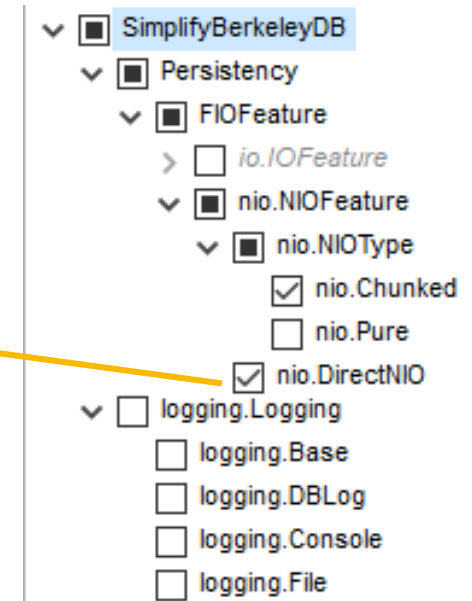 SimplifyBerkeleyDB
Persistency
FIOFeature
io.IOFeature
nio.NIOFeature
nio.NIOType
nio.Chunked
nio.Pure
nio.DirectNIO
logging.Logging
logging.Base
logging.DBLog
logging.Console
logging.File